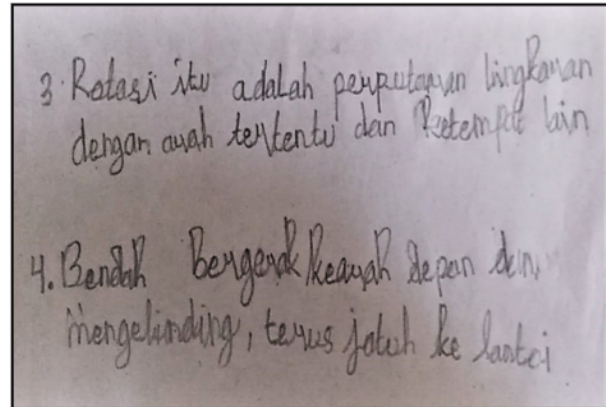 3. Rotasi itu adalah perputaran lingkaran
dengan arah tertentu dan ketempat lain
4. Bendah Bergerak kearah depan dan
mengelinding, terus jatuh ke lantai